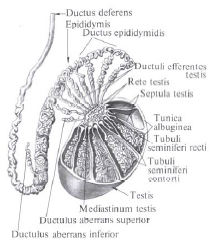 Ductus deferens
Epididymis
Ductus epididymidis
Ductuli efferentes
testis
Rete testis
Septula testis
Tunica
albuginea
Tubuli
seminiferi recti
Tubuli
seminiferi
contorti
Testis
Mediastinum testis
Ductulus aberrans superior
Ductulus aberrans inferior